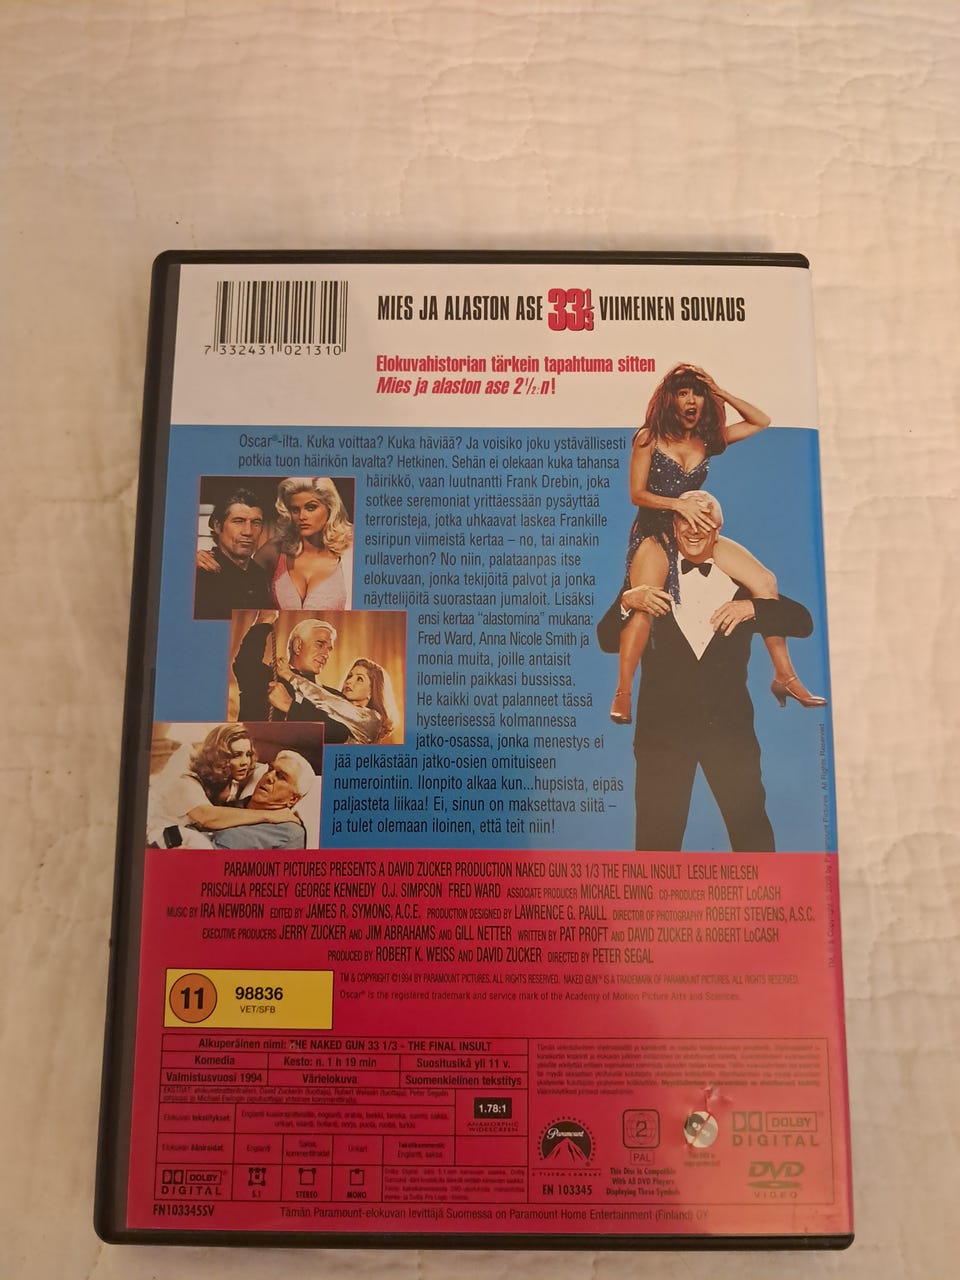 MIES JA ALASTON ASE 33 1/3 VIIMEINEN SOLVAUS
7 332431 021310
Elokuvahistorian tärkein tapahtuma sitten
Mies ja alaston ase 2 1/2:n!
Oscar®-ilta. Kuka voittaa? Kuka häviää? Ja voisiko joku ystävällisesti
potkia tuon häirikön lavalta? Hetkinen. Sehän ei olekaan kuka tahansa
häirikkö, vaan luutnantti Frank Drebin, joka
sotkee seremoniat yrittäessään pysäyttää
terroristeja, jotka uhkaavat laskea Frankille
esiripun viimeistä kertaa – no, tai ainakin
rullaverhon? No niin, palataanpas itse
elokuvaan, jonka tekijöitä palvot ja jonka
näyttelijöitä suorastaan jumaloit. Lisäksi
ensi kertaa "alastomina" mukana:
Fred Ward, Anna Nicole Smith ja
monia muita, joille antaisit
ilomielin paikkasi bussissa.
He kaikki ovat palanneet tässä
hysteerisessä kolmannessa
jatko-osassa, jonka menestys ei
jää pelkästään jatko-osien omituiseen
numerointiin. Ilonpito alkaa kun...hupsista, eipäs
paljasteta liikaa! Ei, sinun on maksettava siitä –
ja tulet olemaan iloinen, että teit niin!
PARAMOUNT PICTURES PRESENTS A DAVID ZUCKER PRODUCTION NAKED GUN 33 1/3 THE FINAL INSULT LESLIE NIELSEN
PRISCILLA PRESLEY GEORGE KENNEDY O.J. SIMPSON FRED WARD ASSOCIATE PRODUCER MICHAEL EWING CO-PRODUCER ROBERT LoCASH
MUSIC BY IRA NEWBORN EDITED BY JAMES R. SYMONS, A.C.E. PRODUCTION DESIGNED BY LAWRENCE G. PAULL DIRECTOR OF PHOTOGRAPHY ROBERT STEVENS, A.S.C.
EXECUTIVE PRODUCERS JERRY ZUCKER AND JIM ABRAHAMS AND GILL NETTER WRITTEN BY PAT PROFT AND DAVID ZUCKER & ROBERT LoCASH
PRODUCED BY ROBERT K. WEISS AND DAVID ZUCKER DIRECTED BY PETER SEGAL
TM & COPYRIGHT ©1994 BY PARAMOUNT PICTURES. ALL RIGHTS RESERVED. NAKED GUN™ IS A TRADEMARK OF PARAMOUNT PICTURES. ALL RIGHTS RESERVED.
Oscar® is the registered trademark and service mark of the Academy of Motion Picture Arts and Sciences.
11
98836
VET/SFB
Alkuperäinen nimi: THE NAKED GUN 33 1/3 - THE FINAL INSULT
Komedia
Kesto: n. 1 h 19 min
Suositusikä yli 11 v.
Valmistusvuosi 1994
Värielokuva
Suomenkielinen tekstitys
Elokuvan tekstitykset:
1.78:1
ANAMORPHIC
WIDESCREEN
Elokuvan ääniraidat:
Englanti
Saksa,
kommenttiraidat
Unkari
Tekstikommentit:
Englanti, saksa
DOLBY
DIGITAL
5.1
STEREO
MONO
Paramount
EN 103345
2
PAL
This Disc is Compatible
With All DVD Players
Displaying These Symbols
DOLBY
DIGITAL
DVD
VIDEO
FN103345SV
Tämän Paramount-elokuvan levittäjä Suomessa on Paramount Home Entertainment (Finland) OY